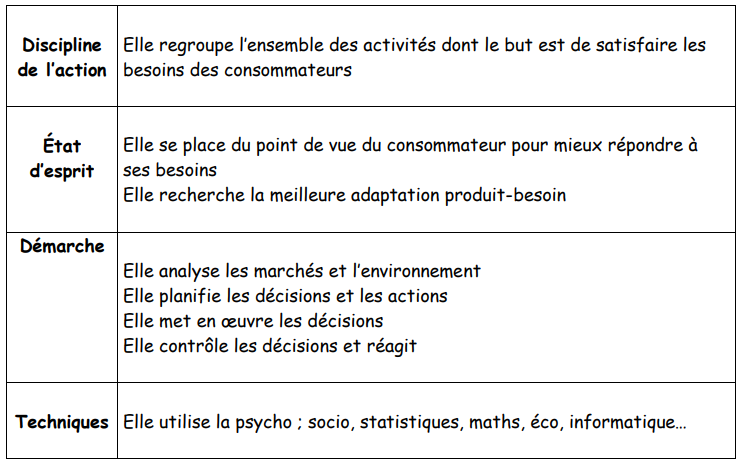 Discipline
de l'action
Elle regroupe l'ensemble des activités dont le but est de satisfaire les
besoins des consommateurs
État
d'esprit
Elle se place du point de vue du consommateur pour mieux répondre à
ses besoins
Elle recherche la meilleure adaptation produit-besoin
Démarche
Elle analyse les marchés et l'environnement
Elle planifie les décisions et les actions
Elle met en œuvre les décisions
Elle contrôle les décisions et réagit
Techniques
Elle utilise la psycho ; socio, statistiques, maths, éco, informatique…